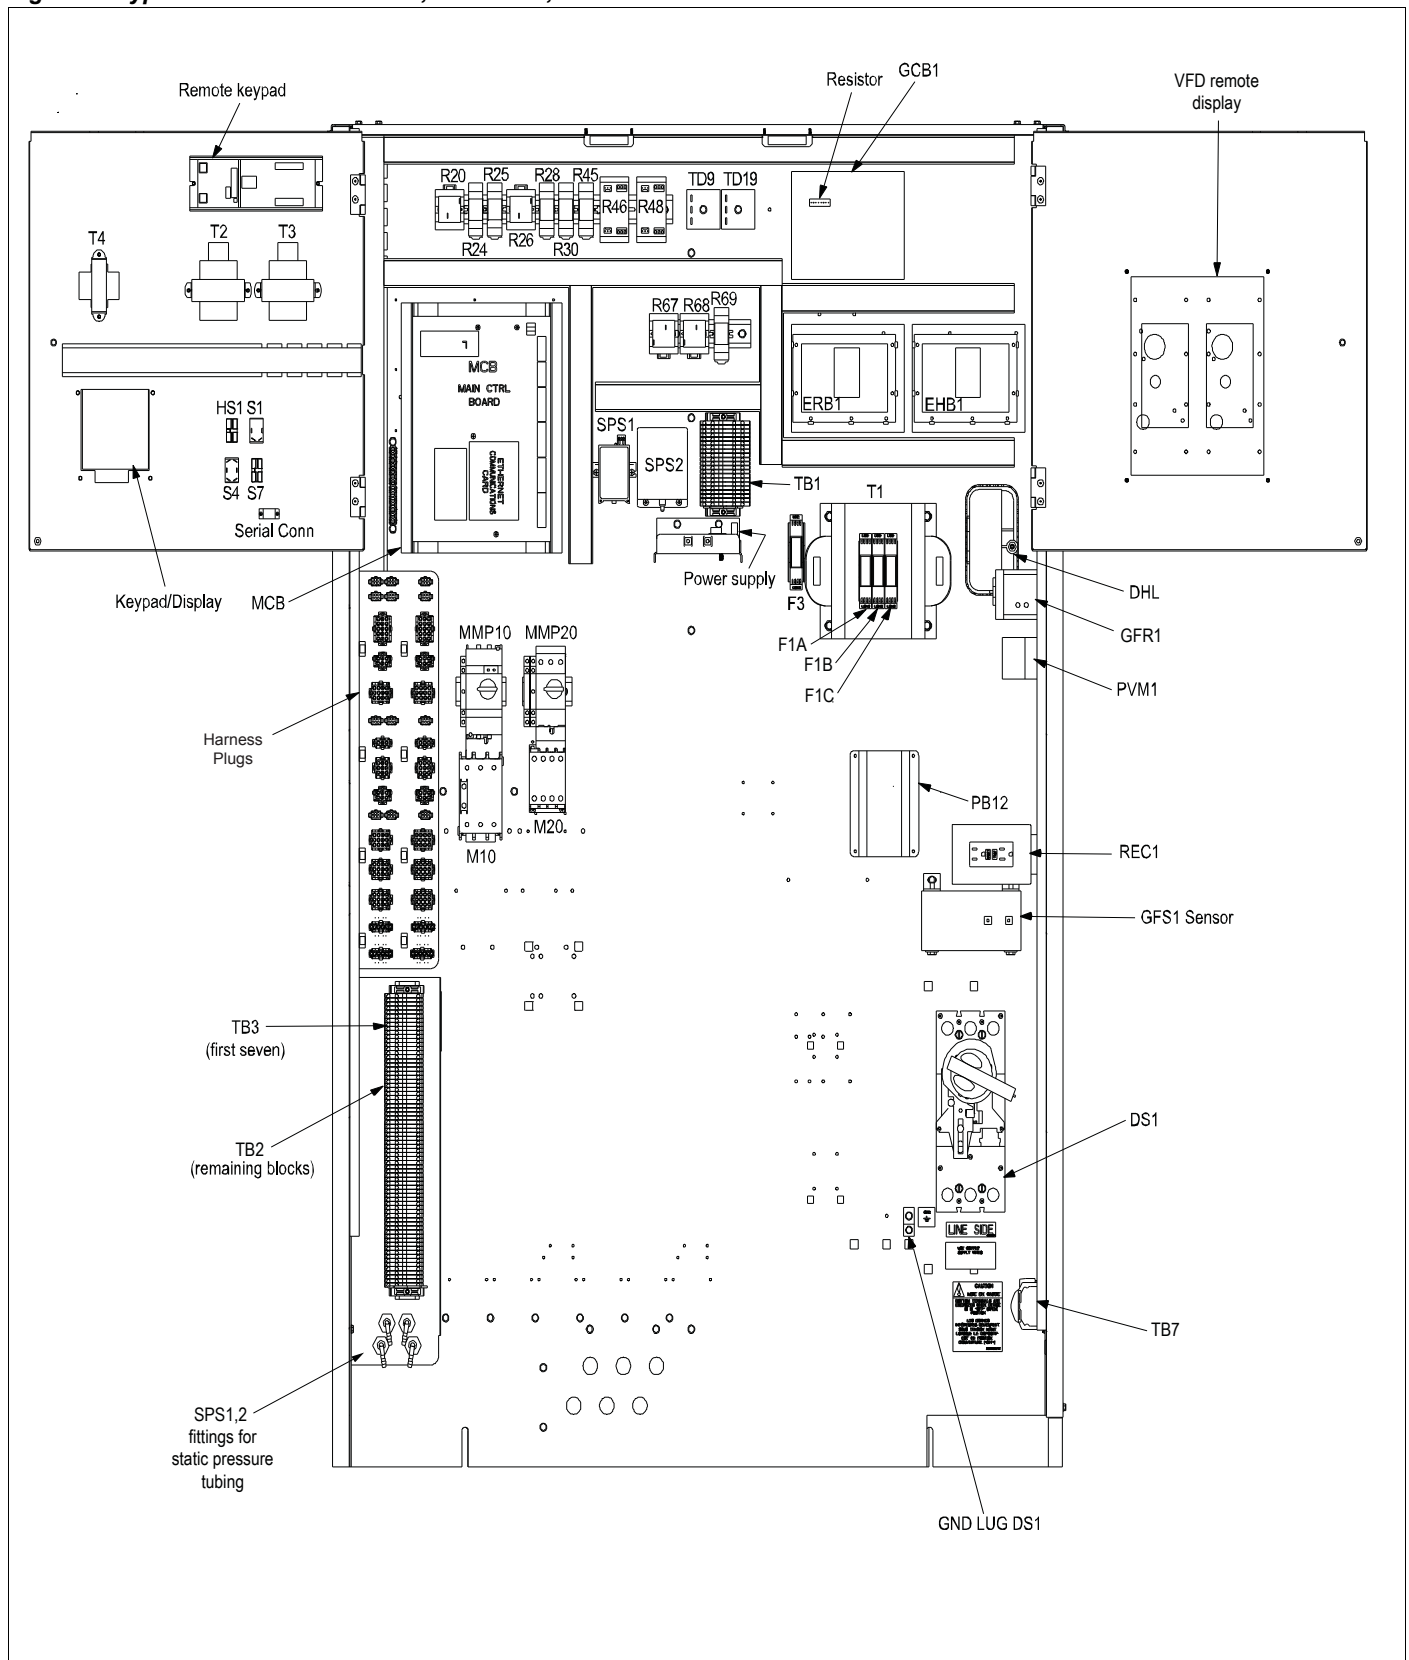 Remote keypad
Resistor
GCB1
VFD remote
display
R20
R25
R28
R45
TD9
TD19
R46
R48
R24
R26
R30
T4
T2
T3
R67
R68
R69
MCB
MAIN CTRL
BOARD
ERB1
EHB1
HS1
S1
SPS1
SPS2
ETHERNET
COMMUNICATIONS
CARD
S4
S7
Serial Conn
TB1
T1
Keypad/Display
MCB
Power supply
F3
DHL
GFR1
F1A
F1B
F1C
PVM1
MMP10
MMP20
Harness
Plugs
PB12
M20
M10
REC1
GFS1 Sensor
TB3
(first seven)
TB2
(remaining blocks)
DS1
LINE SIDE
CAUTION
TB7
SPS1,2
fittings for
static pressure
tubing
GND LUG DS1